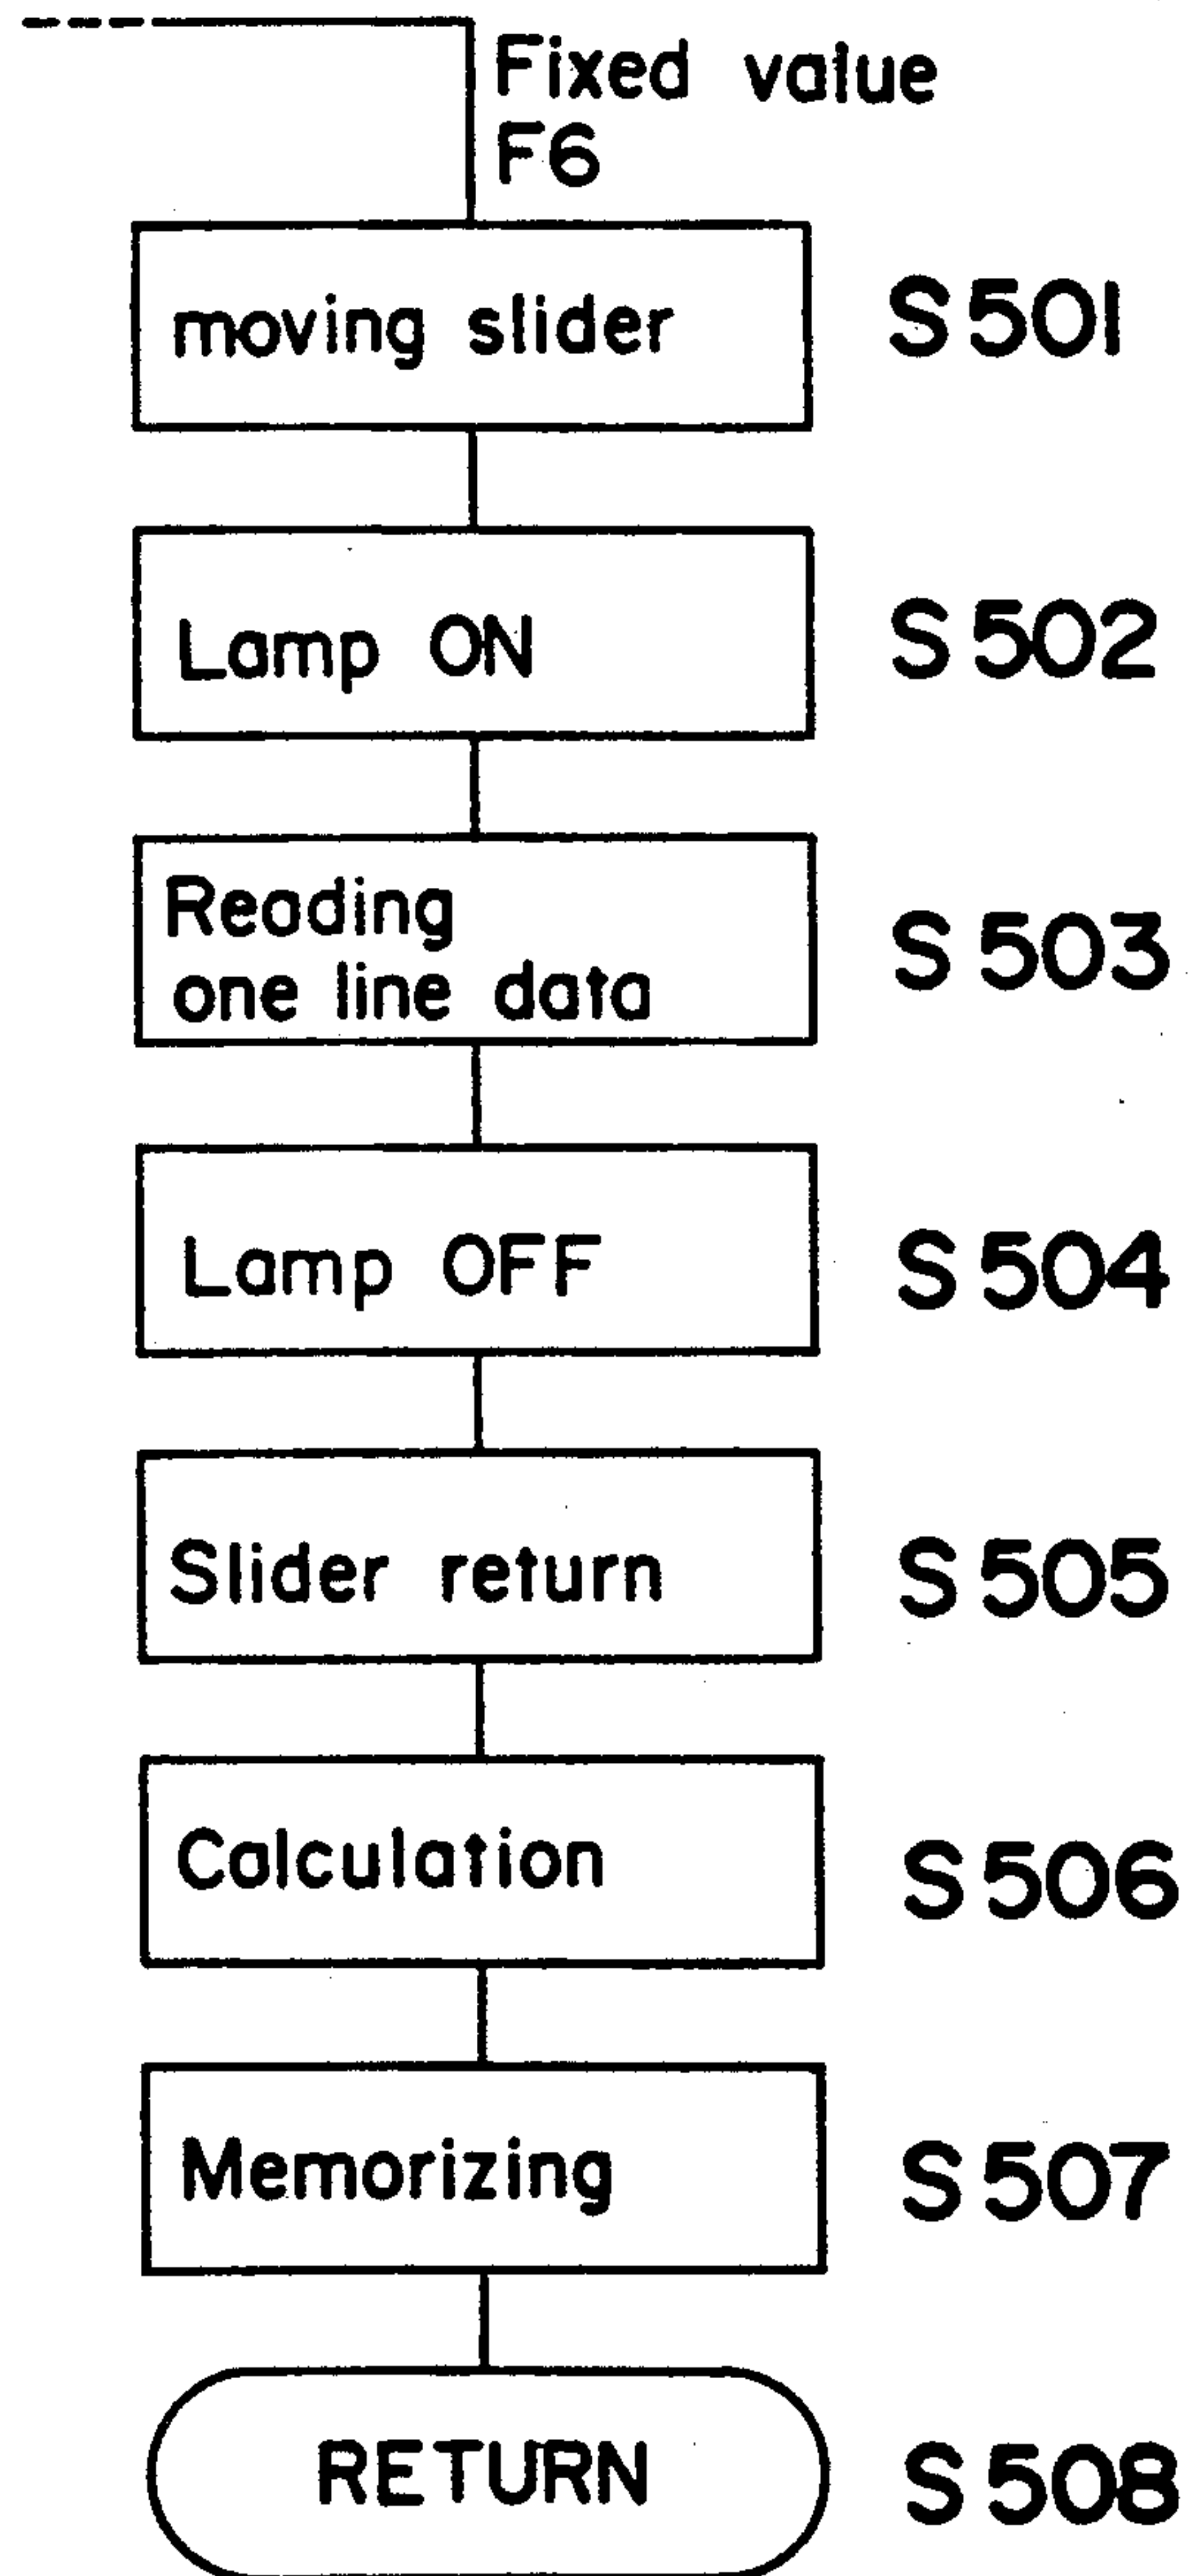 Fixed value
F6
moving slider
S501
Lamp ON
S502
Reading
one line data
S503
Lamp OFF
S504
Slider return
S505
Calculation
S506
Memorizing
S507
RETURN
S508